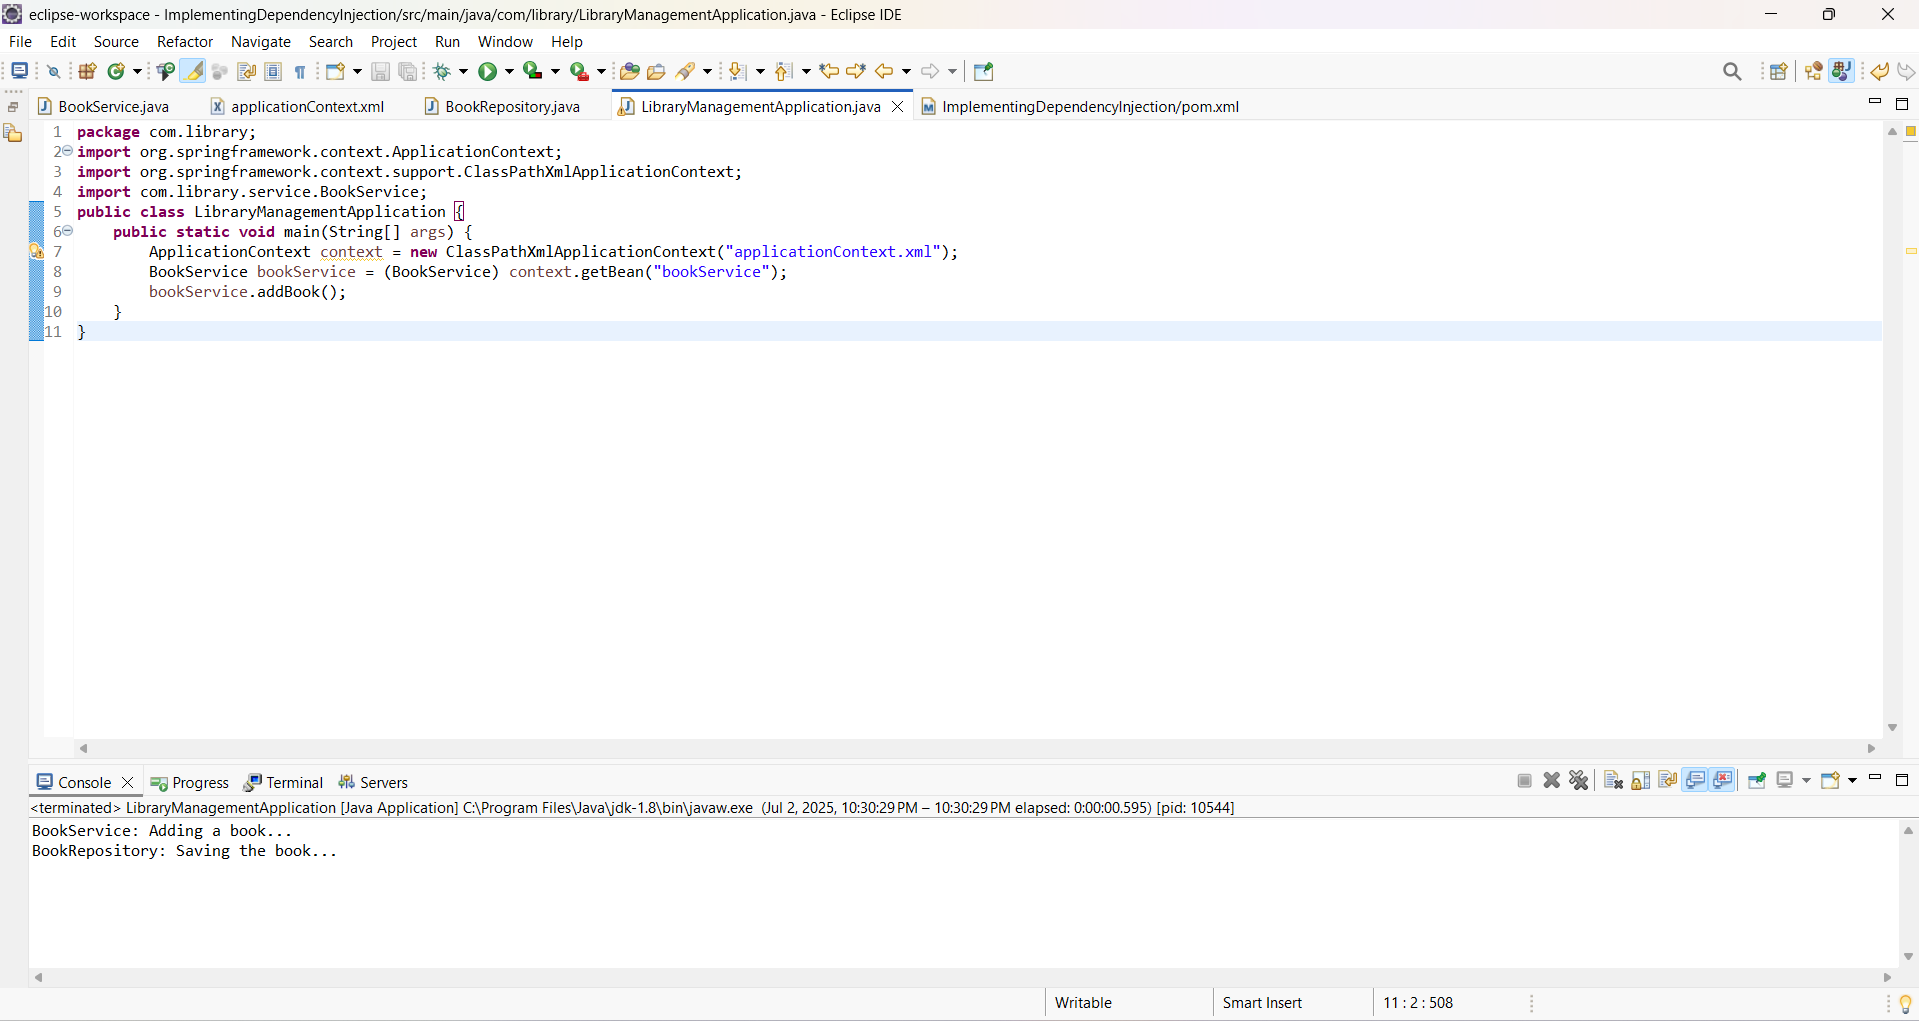 eclipse-workspace - ImplementingDependencyInjection/src/main/java/com/library/LibraryManagementApplication.java - Eclipse IDE
File Edit Source Refactor Navigate Search Project Run Window Help
BookService.java applicationContext.xml BookRepository.java LibraryManagementApplication.java ImplementingDependencyInjection/pom.xml
1 package com.library;
2 import org.springframework.context.ApplicationContext;
3 import org.springframework.context.support.ClassPathXmlApplicationContext;
4 import com.library.service.BookService;
5 public class LibraryManagementApplication {
6     public static void main(String[] args) {
7         ApplicationContext context = new ClassPathXmlApplicationContext("applicationContext.xml");
8         BookService bookService = (BookService) context.getBean("bookService");
9         bookService.addBook();
10     }
11 }
Console Progress Terminal Servers
<terminated> LibraryManagementApplication [Java Application] C:\Program Files\Java\jdk-1.8\bin\javaw.exe (Jul 2, 2025, 10:30:29 PM – 10:30:29 PM elapsed: 0:00:00.595) [pid: 10544]
BookService: Adding a book...
BookRepository: Saving the book...
Writable Smart Insert 11 : 2 : 508